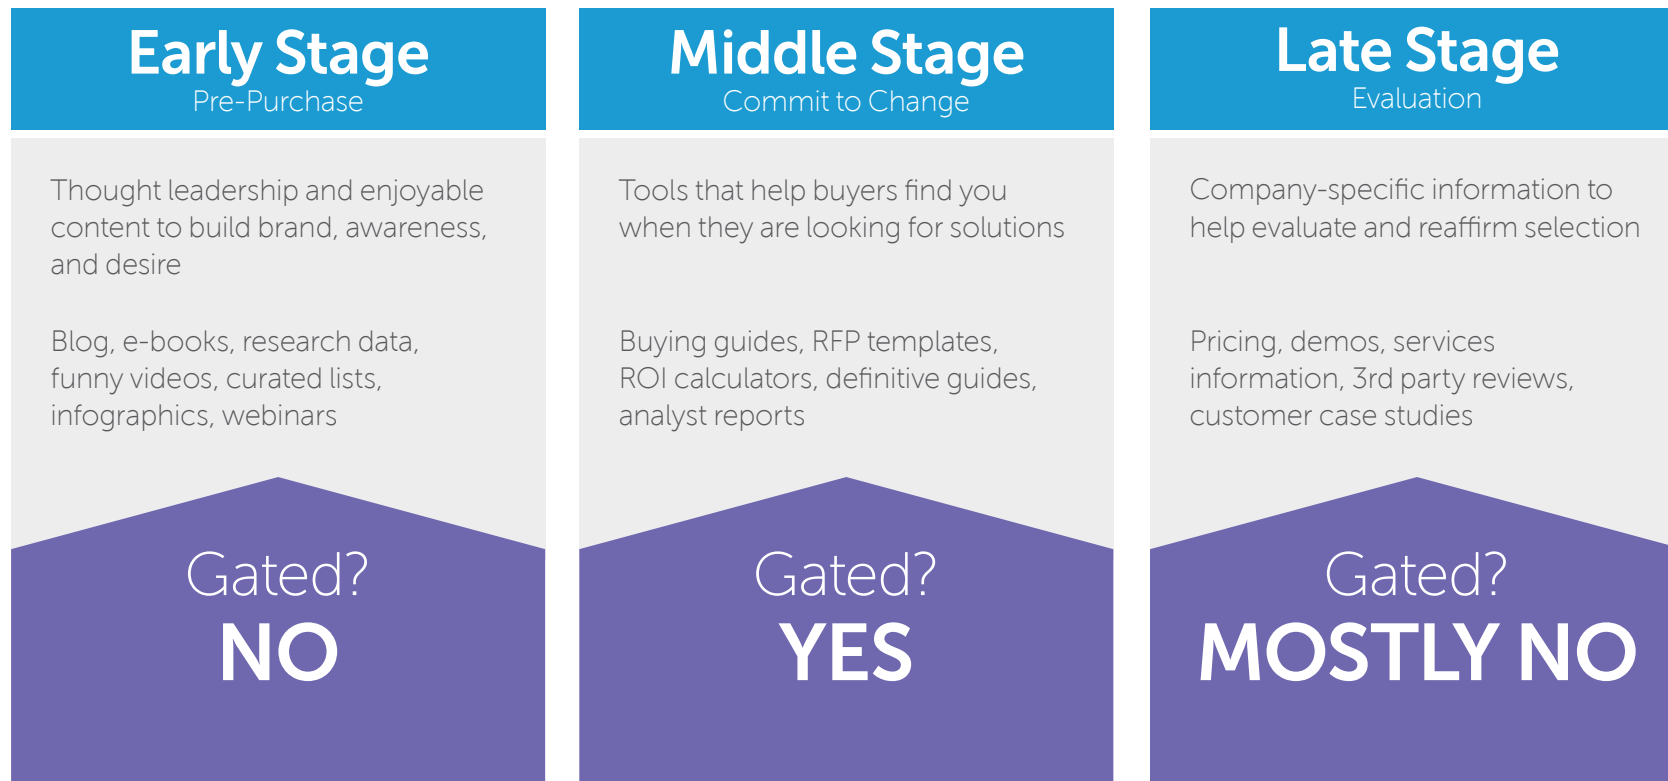 Early Stage
Pre-Purchase
Thought leadership and enjoyable
content to build brand, awareness,
and desire
Blog, e-books, research data,
funny videos, curated lists,
infographics, webinars
Gated?
NO
Middle Stage
Commit to Change
Tools that help buyers find you
when they are looking for solutions
Buying guides, RFP templates,
ROI calculators, definitive guides,
analyst reports
Gated?
YES
Late Stage
Evaluation
Company-specific information to
help evaluate and reaffirm selection
Pricing, demos, services
information, 3rd party reviews,
customer case studies
Gated?
MOSTLY NO